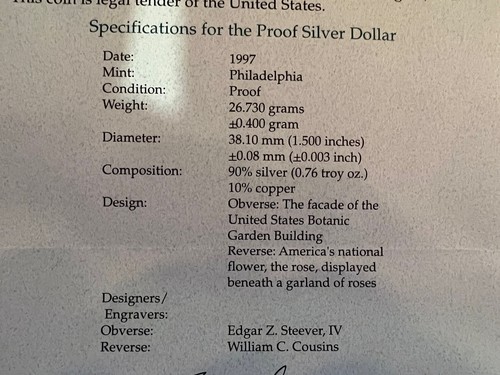 This coin is legal tender of the United States.
Specifications for the Proof Silver Dollar
Date: 1997
Mint: Philadelphia
Condition: Proof
Weight: 26.730 grams
±0.400 gram
Diameter: 38.10 mm (1.500 inches)
±0.08 mm (±0.003 inch)
Composition: 90% silver (0.76 troy oz.)
10% copper
Design: Obverse: The facade of the
United States Botanic
Garden Building
Reverse: America's national
flower, the rose, displayed
beneath a garland of roses
Designers/
Engravers:
Obverse: Edgar Z. Steever, IV
Reverse: William C. Cousins